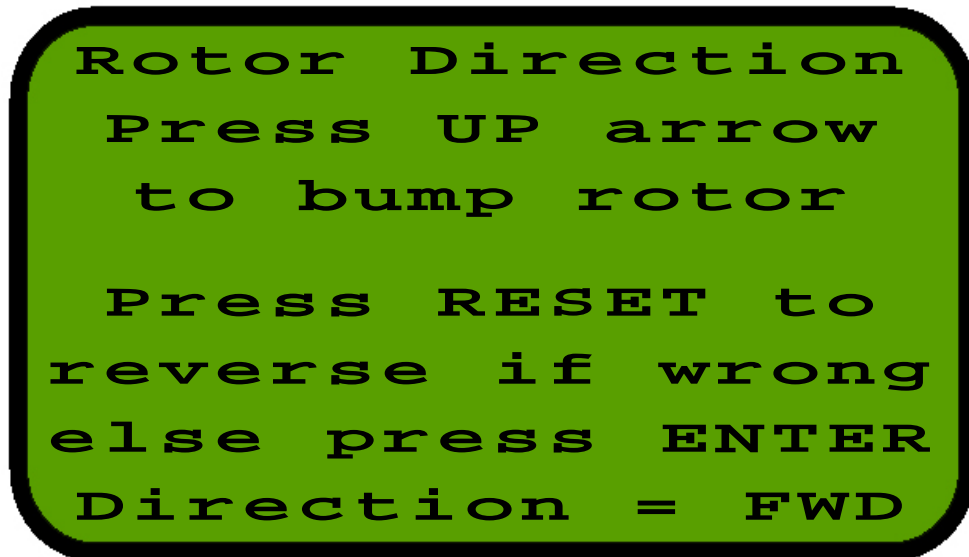 Rotor Direction
Press UP arrow
to bump rotor
Press RESET to
reverse if wrong
else press ENTER
Direction = FWD